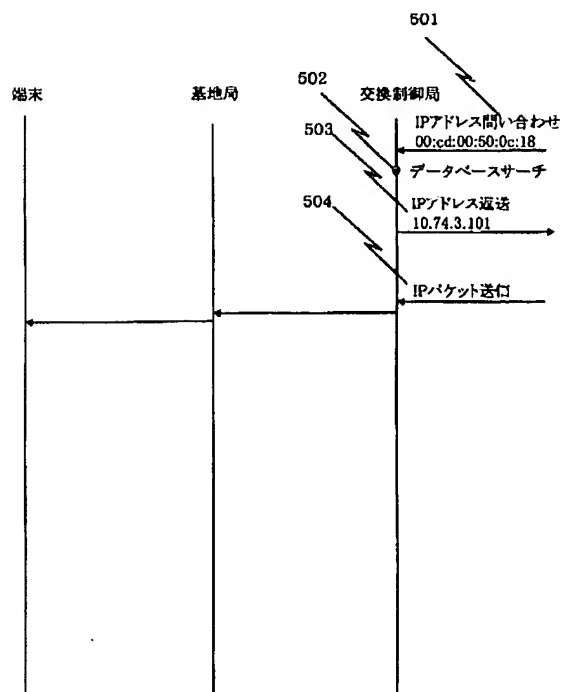 501
502
端末
基地局
交換制御局
503
IPアドレス問い合わせ
00:cd:00:50:0c:18
データベースサーチ
504
IPアドレス返送
10.74.3.101
IPパケット送信